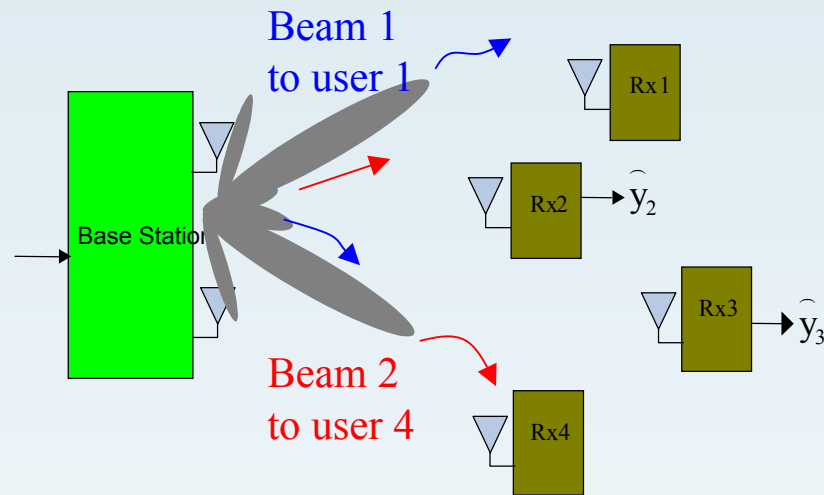 Beam 1
to user 1
Rx1
Rx2
ŷ₂
Base Station
Rx3
ŷ₃
Beam 2
to user 4
Rx4